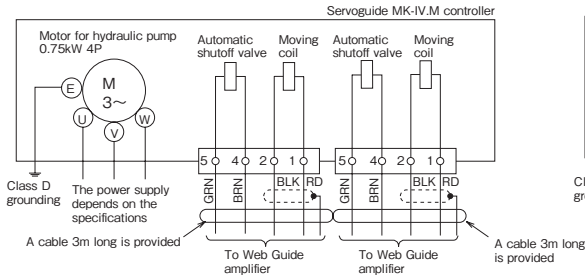 Servoguide MK-IV.M controller
Motor for hydraulic pump
0.75kW 4P
Automatic
shutoff valve
Moving
coil
Automatic
shutoff valve
Moving
coil
M
3～
E
U
V
W
5 4 2 1 5 4 2 1
GRN BRN BLK RD GRN BRN BLK RD
Class D
grounding
The power supply
depends on the
specifications
A cable 3m long is provided
To Web Guide
amplifier
To Web Guide
amplifier
A cable 3m long
is provided